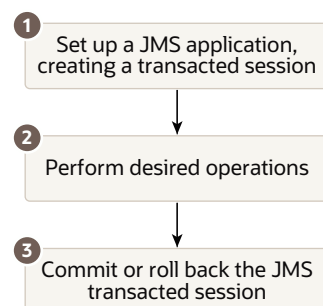 1
Set up a JMS application,
creating a transacted session
2
Perform desired operations
3
Commit or roll back the JMS
transacted session